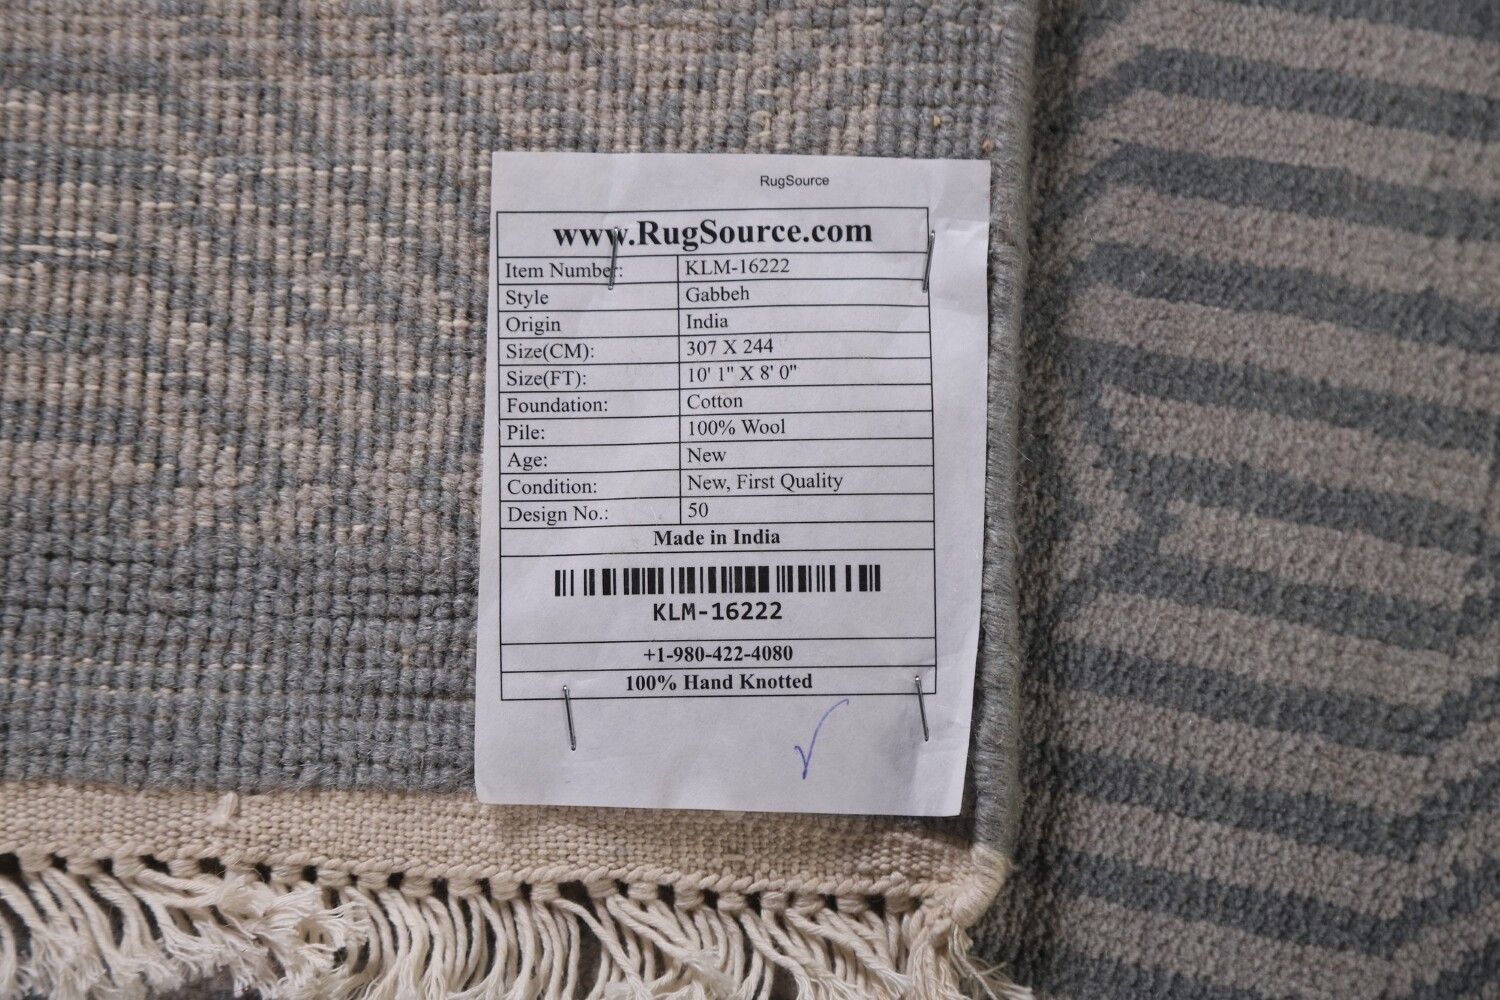 RugSource
www.RugSource.com
Item Number: KLM-16222
Style Gabbeh
Origin India
Size(CM): 307 X 244
Size(FT): 10' 1" X 8' 0"
Foundation: Cotton
Pile: 100% Wool
Age: New
Condition: New, First Quality
Design No.: 50
Made in India
KLM-16222
+1-980-422-4080
100% Hand Knotted